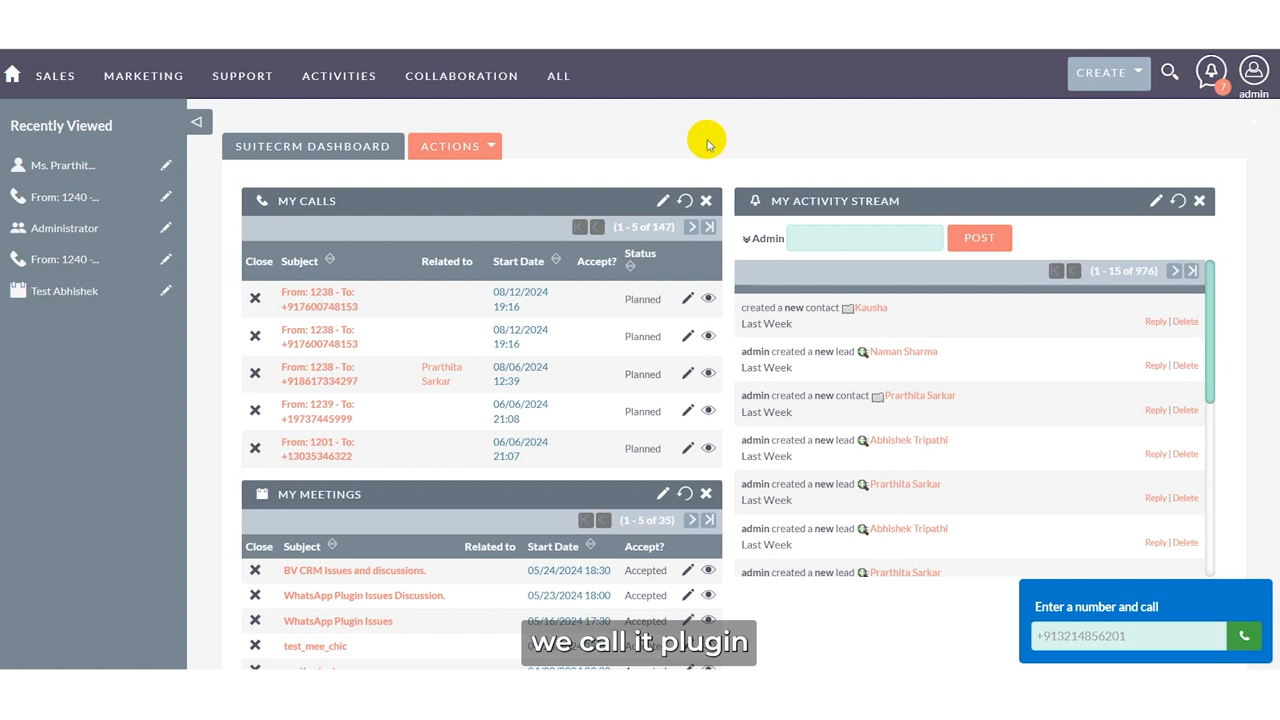 SALES MARKETING SUPPORT ACTIVITIES COLLABORATION ALL CREATE 7 admin
Recently Viewed
Ms. Prarthit...
From: 1240 -...
Administrator
From: 1240 -...
Test Abhishek
SUITECRM DASHBOARD ACTIONS
MY CALLS
(1 - 5 of 147)
Close Subject Related to Start Date Accept? Status
From: 1238 - To: 08/12/2024 Planned
+917600748153 19:16
From: 1238 - To: 08/12/2024 Planned
+917600748153 19:16
From: 1238 - To: Prarthita 08/06/2024 Planned
+918617334297 Sarkar 12:39
From: 1239 - To: 06/06/2024 Planned
+19737445999 21:08
From: 1201 - To: 06/06/2024 Planned
+13035346322 21:07
MY MEETINGS
(1 - 5 of 35)
Close Subject Related to Start Date Accept?
BV CRM Issues and discussions. 05/24/2024 18:30 Accepted
WhatsApp Plugin Issues Discussion. 05/23/2024 18:00 Accepted
WhatsApp Plugin Issues 05/16/2024 17:30 Accepted
test_mee_chic Accepted
MY ACTIVITY STREAM
Admin POST
(1 - 15 of 976)
created a new contact Kausha
Last Week Reply | Delete
admin created a new lead Naman Sharma
Last Week Reply | Delete
admin created a new contact Prarthita Sarkar
Last Week Reply | Delete
admin created a new lead Abhishek Tripathi
Last Week Reply | Delete
admin created a new lead Prarthita Sarkar
Last Week Reply | Delete
admin created a new lead Abhishek Tripathi
Last Week Reply | Delete
admin created a new lead Prarthita Sarkar
Enter a number and call
+913214856201
we call it plugin